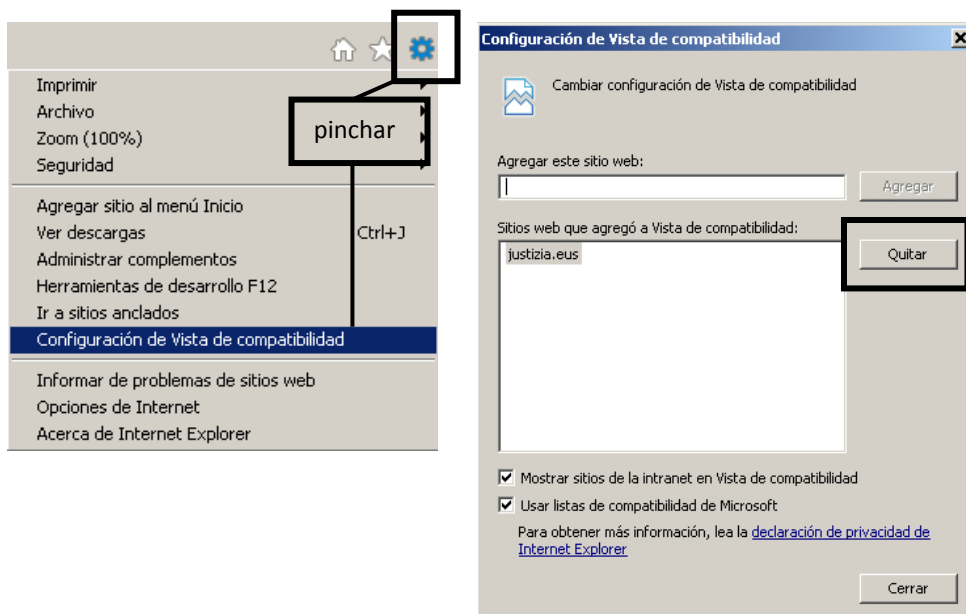 Imprimir
Archivo
Zoom (100%)
Seguridad
pinchar
Agregar sitio al menú Inicio
Ver descargas Ctrl+J
Administrar complementos
Herramientas de desarrollo F12
Ir a sitios anclados
Configuración de Vista de compatibilidad
Informar de problemas de sitios web
Opciones de Internet
Acerca de Internet Explorer
Configuración de Vista de compatibilidad
Cambiar configuración de Vista de compatibilidad
Agregar este sitio web:
Agregar
Sitios web que agregó a Vista de compatibilidad:
justizia.eus
Quitar
Mostrar sitios de la intranet en Vista de compatibilidad
Usar listas de compatibilidad de Microsoft
Para obtener más información, lea la declaración de privacidad de
Internet Explorer
Cerrar